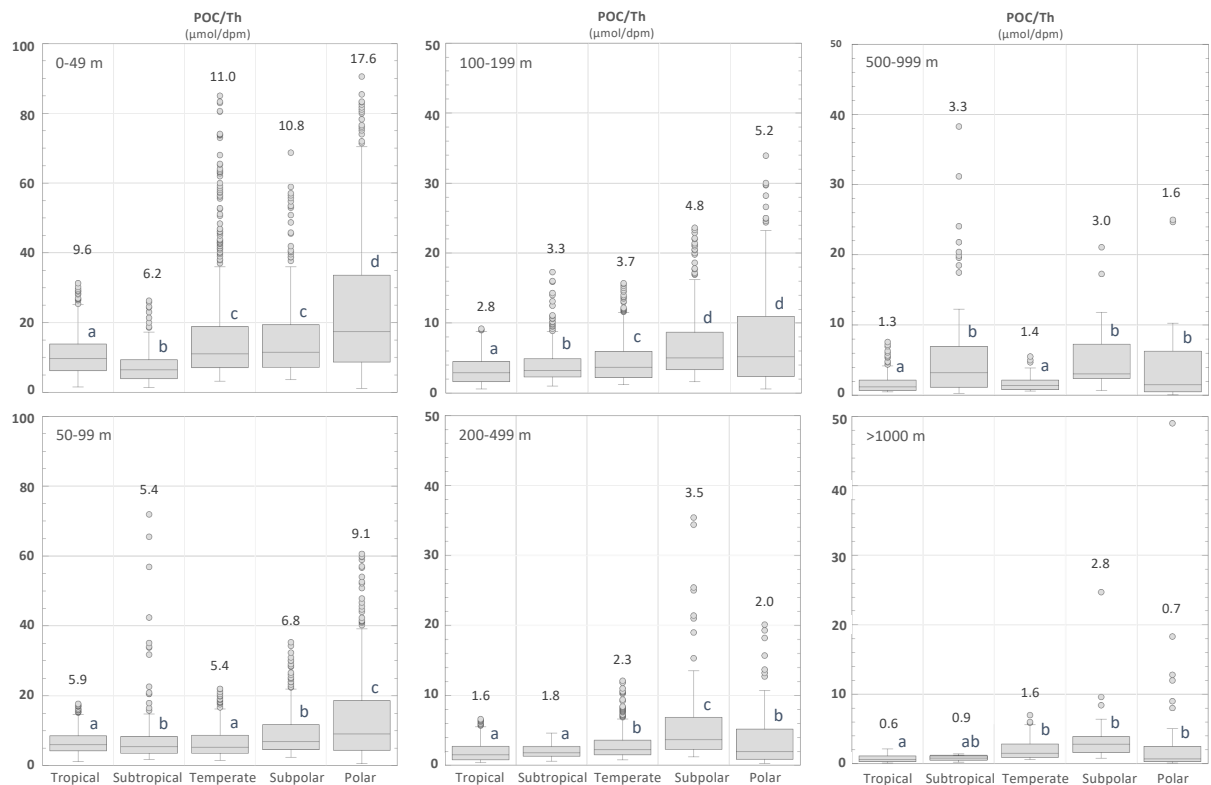 POC/Th
(µmol/dpm)
0-49 m
100
80
60
40
20
0
9.6
6.2
11.0
10.8
17.6
a
b
c
c
d
POC/Th
(µmol/dpm)
100-199 m
50
40
30
20
10
0
2.8
3.3
3.7
4.8
5.2
a
b
c
d
d
POC/Th
(µmol/dpm)
500-999 m
50
40
30
20
10
0
1.3
3.3
1.4
3.0
1.6
a
b
a
b
b
50-99 m
100
80
60
40
20
0
5.9
5.4
5.4
6.8
9.1
a
b
a
b
c
Tropical Subtropical Temperate Subpolar Polar
200-499 m
50
40
30
20
10
0
1.6
1.8
2.3
3.5
2.0
a
a
b
c
b
Tropical Subtropical Temperate Subpolar Polar
>1000 m
50
40
30
20
10
0
0.6
0.9
1.6
2.8
0.7
a
ab
b
b
b
Tropical Subtropical Temperate Subpolar Polar